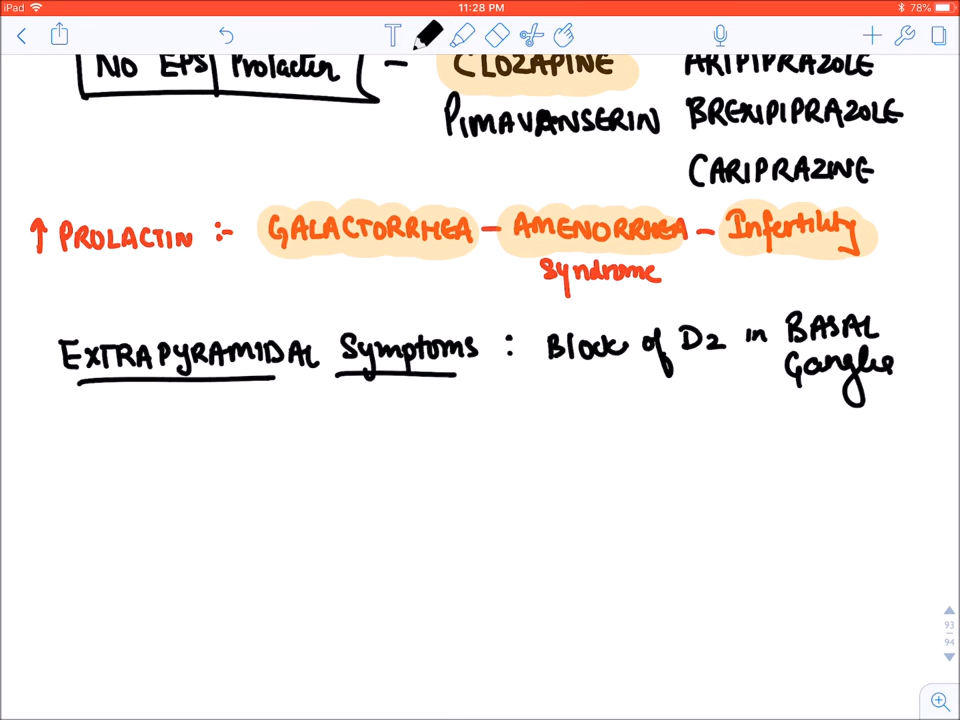 iPad 11:28 PM 78%
T
No EPS Prolactin – CLOZAPINE ARIPIPRAZOLE
PIMAVANSERIN BREXIPIPRAZOLE
CARIPRAZINE
↑ PROLACTIN :- GALACTORRHEA – AMENORRHEA – Infertility
Syndrome
EXTRAPYRAMIDAL Symptoms : Block of D2 in BASAL
Ganglia
93
94